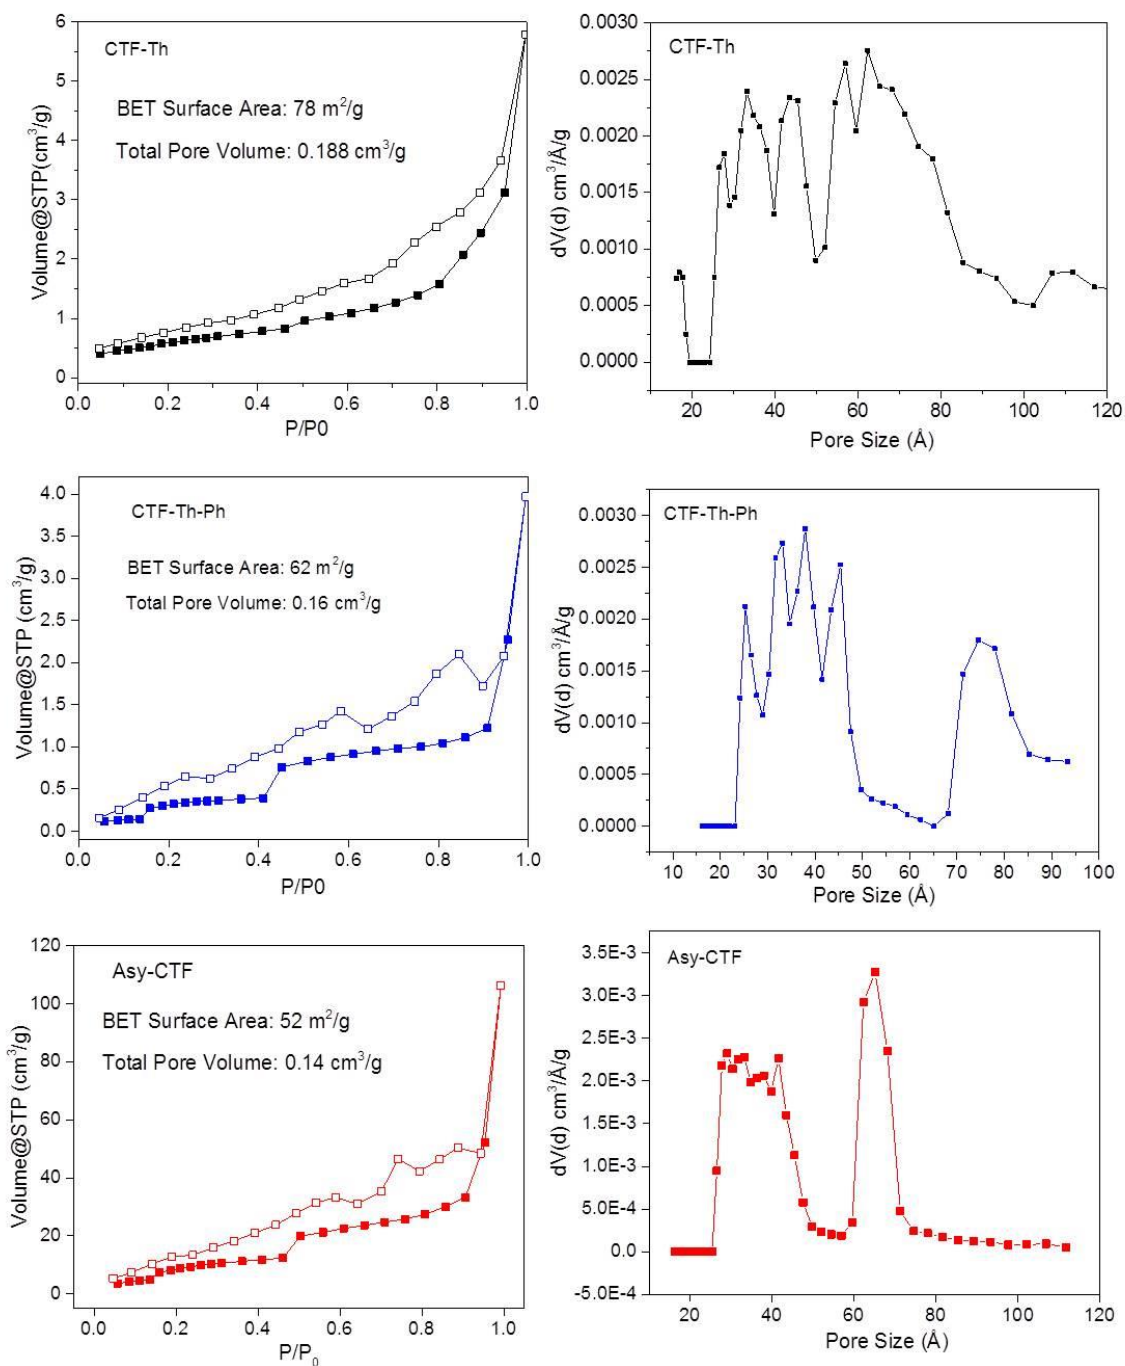 CTF-Th
BET Surface Area: 78 m²/g
Total Pore Volume: 0.188 cm³/g
Volume@STP(cm³/g)
6
5
4
3
2
1
0
0.0 0.2 0.4 0.6 0.8 1.0
P/P0
CTF-Th
dV(d) cm³/Å/g
0.0030
0.0025
0.0020
0.0015
0.0010
0.0005
0.0000
20 40 60 80 100 120
Pore Size (Å)
CTF-Th-Ph
BET Surface Area: 62 m²/g
Total Pore Volume: 0.16 cm³/g
Volume@STP (cm³/g)
4.0
3.5
3.0
2.5
2.0
1.5
1.0
0.5
0.0
0.0 0.2 0.4 0.6 0.8 1.0
P/P0
CTF-Th-Ph
dV(d) cm³/Å/g
0.0030
0.0025
0.0020
0.0015
0.0010
0.0005
0.0000
10 20 30 40 50 60 70 80 90 100
Pore Size (Å)
Asy-CTF
BET Surface Area: 52 m²/g
Total Pore Volume: 0.14 cm³/g
Volume@STP (cm³/g)
120
100
80
60
40
20
0
0.0 0.2 0.4 0.6 0.8 1.0
P/P₀
Asy-CTF
dV(d) cm³/Å/g
3.5E-3
3.0E-3
2.5E-3
2.0E-3
1.5E-3
1.0E-3
5.0E-4
0.0
-5.0E-4
20 40 60 80 100 120
Pore Size (Å)